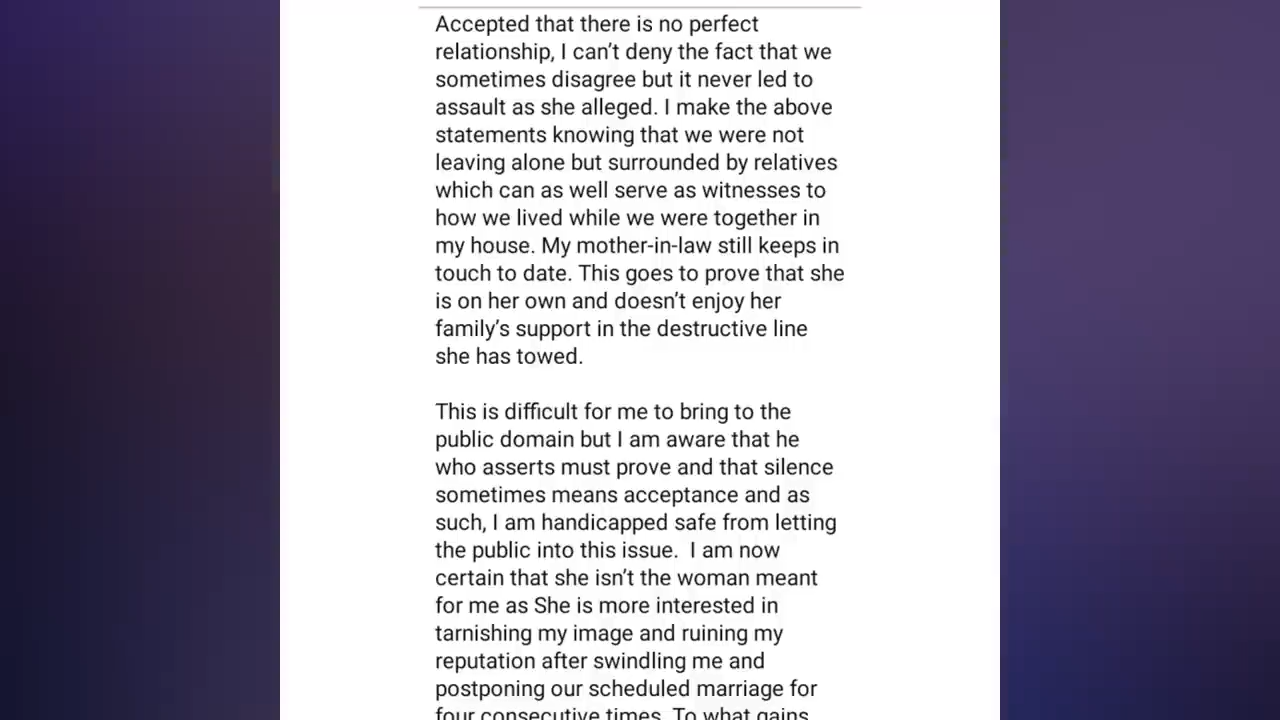 Accepted that there is no perfect
relationship, I can’t deny the fact that we
sometimes disagree but it never led to
assault as she alleged. I make the above
statements knowing that we were not
leaving alone but surrounded by relatives
which can as well serve as witnesses to
how we lived while we were together in
my house. My mother-in-law still keeps in
touch to date. This goes to prove that she
is on her own and doesn’t enjoy her
family’s support in the destructive line
she has towed.
This is difficult for me to bring to the
public domain but I am aware that he
who asserts must prove and that silence
sometimes means acceptance and as
such, I am handicapped safe from letting
the public into this issue.  I am now
certain that she isn’t the woman meant
for me as She is more interested in
tarnishing my image and ruining my
reputation after swindling me and
postponing our scheduled marriage for
four consecutive times. To what gains